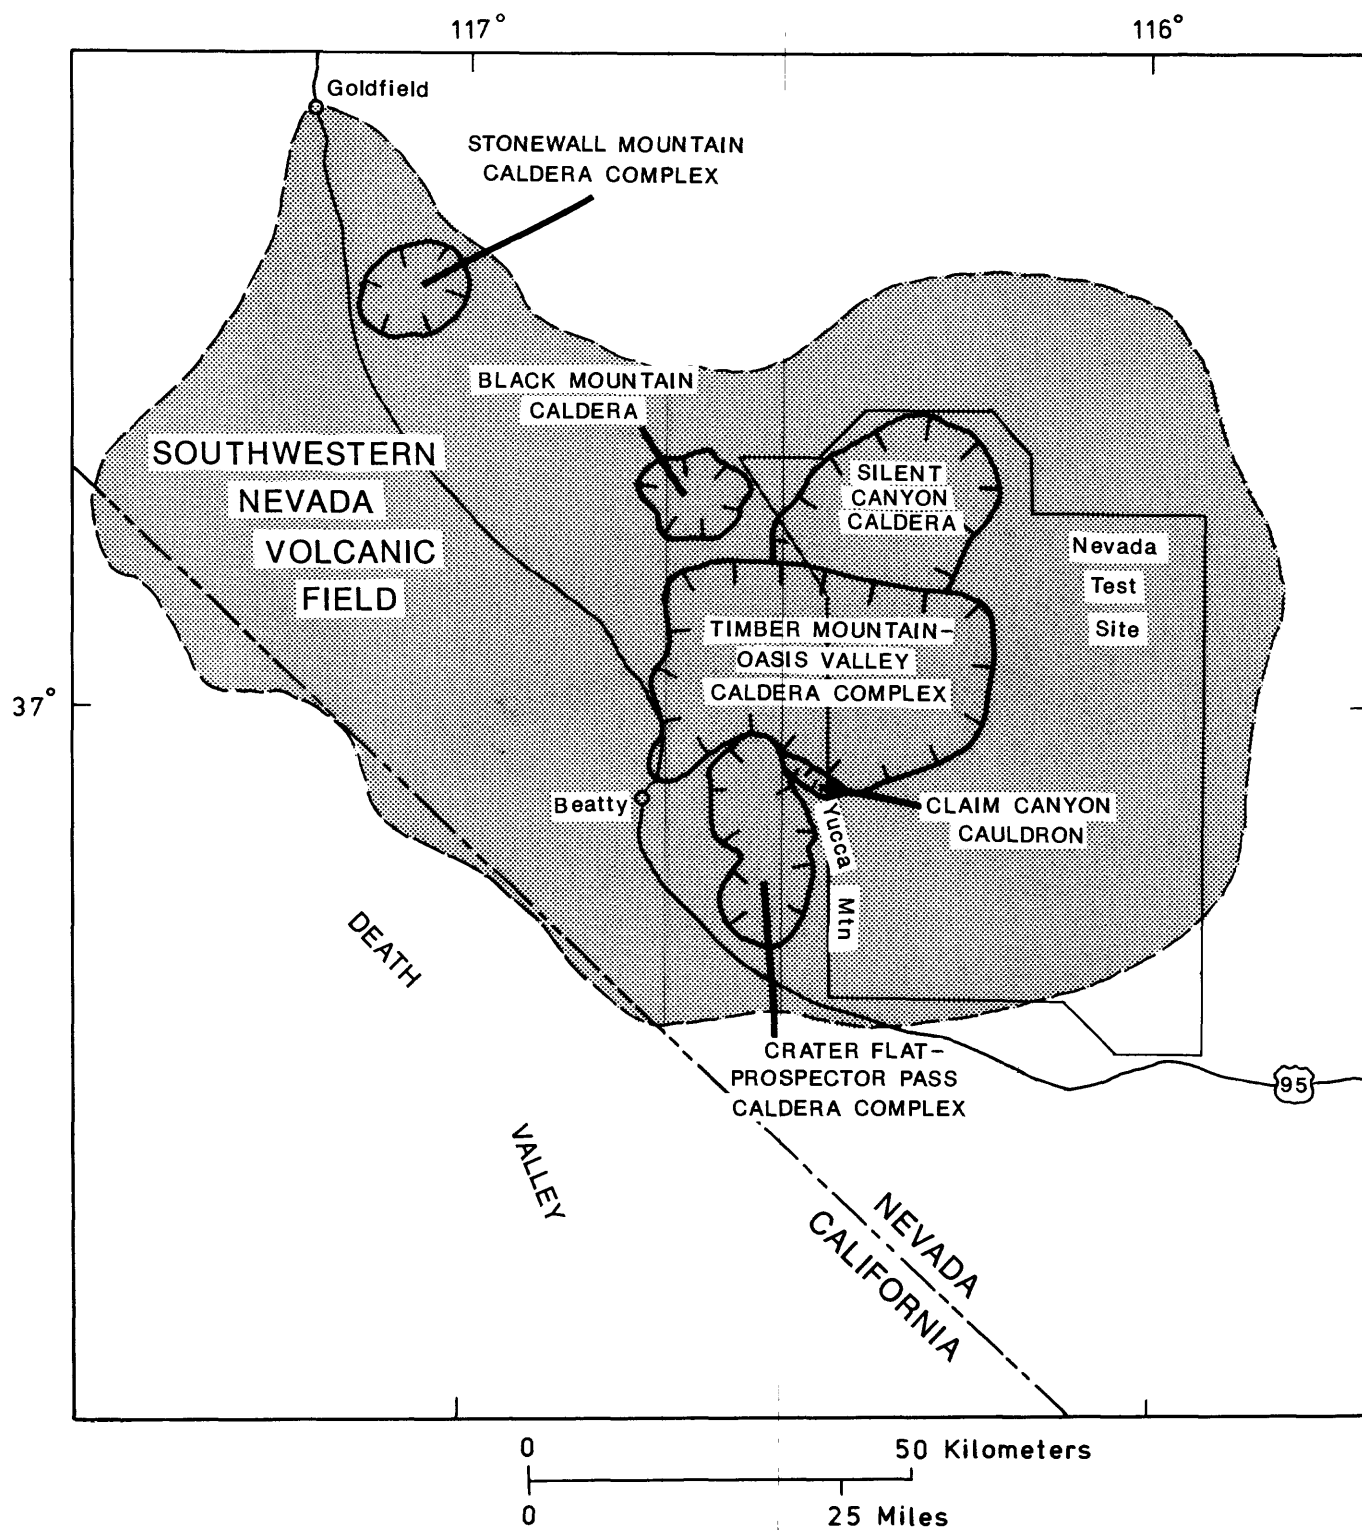 117°
116°
Goldfield
STONEWALL MOUNTAIN
CALDERA COMPLEX
BLACK MOUNTAIN
CALDERA
SOUTHWESTERN
NEVADA
VOLCANIC
FIELD
SILENT
CANYON
CALDERA
Nevada
Test
Site
TIMBER MOUNTAIN-
OASIS VALLEY
CALDERA COMPLEX
37°
Beatty
Yucca
Mtn
CLAIM CANYON
CAULDRON
DEATH
VALLEY
CRATER FLAT-
PROSPECTOR PASS
CALDERA COMPLEX
95
NEVADA
CALIFORNIA
0 50 Kilometers
0 25 Miles